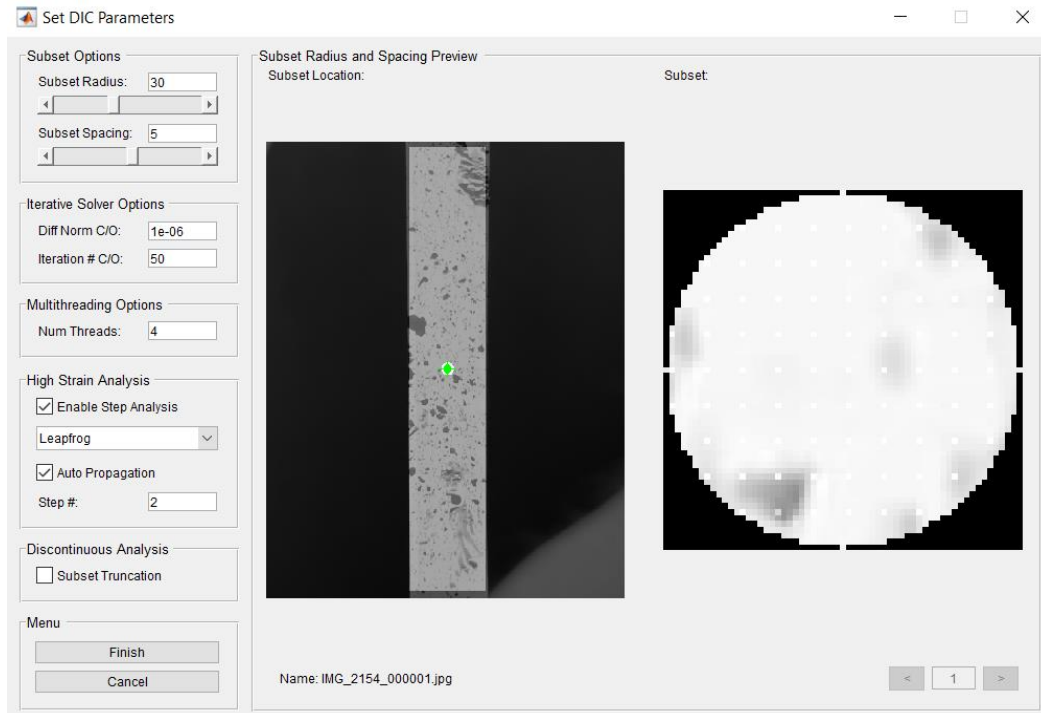 Set DIC Parameters
Subset Options
Subset Radius: 30
Subset Spacing: 5
Iterative Solver Options
Diff Norm C/O: 1e-06
Iteration # C/O: 50
Multithreading Options
Num Threads: 4
High Strain Analysis
Enable Step Analysis
Leapfrog
Auto Propagation
Step #: 2
Discontinuous Analysis
Subset Truncation
Menu
Finish
Cancel
Subset Radius and Spacing Preview
Subset Location:
Subset:
Name: IMG_2154_000001.jpg
< 1 >